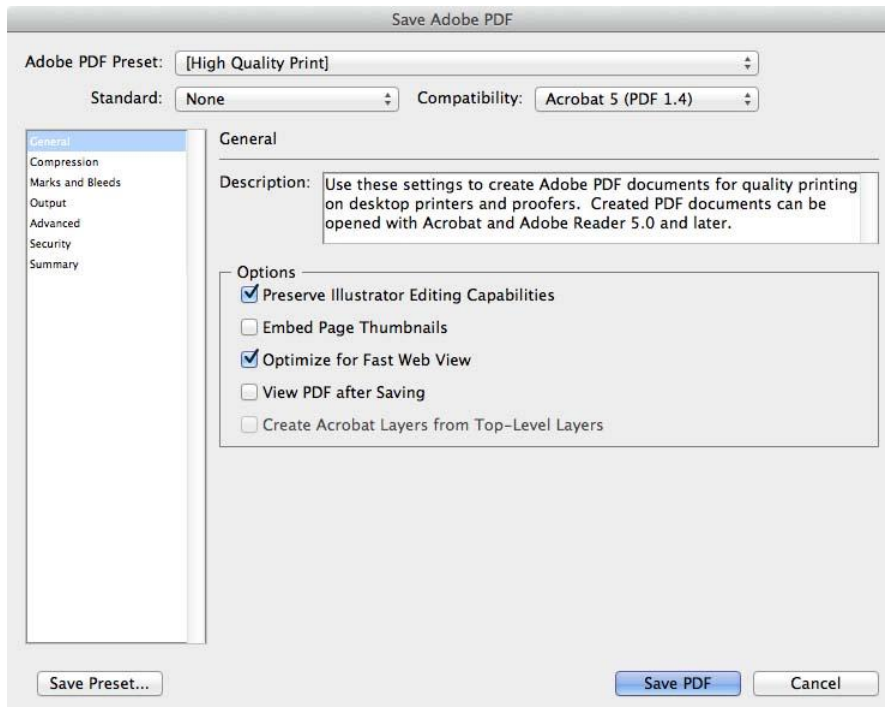 Save Adobe PDF
Adobe PDF Preset: [High Quality Print]
Standard: None Compatibility: Acrobat 5 (PDF 1.4)
General
Compression
Marks and Bleeds
Output
Advanced
Security
Summary
General
Description: Use these settings to create Adobe PDF documents for quality printing
on desktop printers and proofers. Created PDF documents can be
opened with Acrobat and Adobe Reader 5.0 and later.
Options
Preserve Illustrator Editing Capabilities
Embed Page Thumbnails
Optimize for Fast Web View
View PDF after Saving
Create Acrobat Layers from Top-Level Layers
Save Preset... Save PDF Cancel